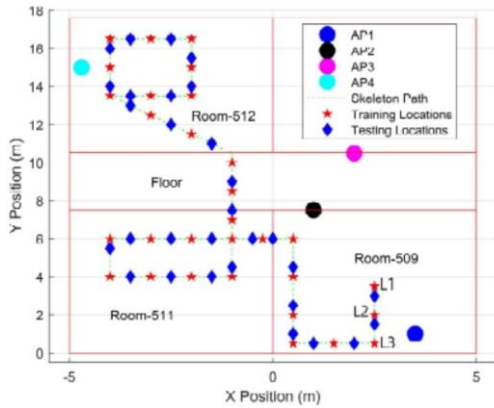 18
16
14
12
10
8
6
4
2
0
Y Position (m)
-5
0
5
X Position (m)
AP1
AP2
AP3
AP4
Skeleton Path
Training Locations
Testing Locations
Room-512
Floor
Room-509
Room-511
L1
L2
L3